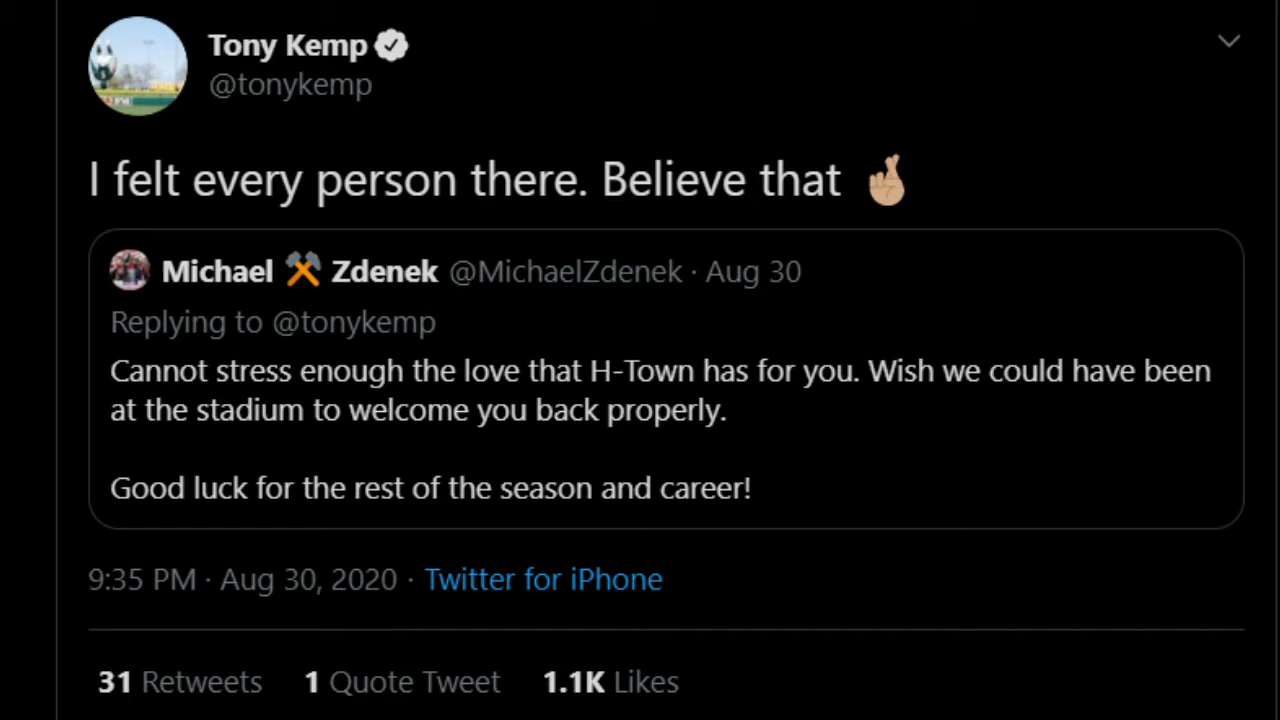 Tony Kemp
@tonykemp
I felt every person there. Believe that 🤞🏼
Michael ⚒ Zdenek @MichaelZdenek · Aug 30
Replying to @tonykemp
Cannot stress enough the love that H-Town has for you. Wish we could have been
at the stadium to welcome you back properly.
Good luck for the rest of the season and career!
9:35 PM · Aug 30, 2020 · Twitter for iPhone
31 Retweets 1 Quote Tweet 1.1K Likes